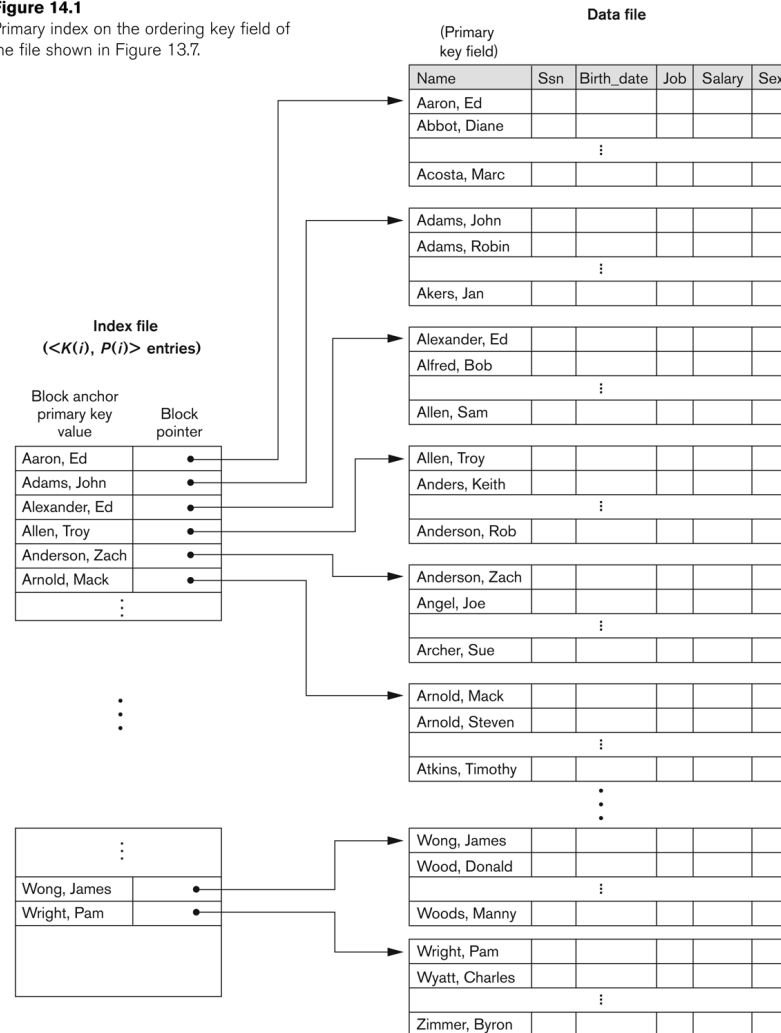 igure 14.1
Primary index on the ordering key field of
he file shown in Figure 13.7.
Data file
(Primary
key field)
Name Ssn Birth_date Job Salary Sex
Aaron, Ed
Abbot, Diane
⋮
Acosta, Marc
Adams, John
Adams, Robin
⋮
Akers, Jan
Alexander, Ed
Alfred, Bob
⋮
Allen, Sam
Allen, Troy
Anders, Keith
⋮
Anderson, Rob
Anderson, Zach
Angel, Joe
⋮
Archer, Sue
Arnold, Mack
Arnold, Steven
⋮
Atkins, Timothy
⋮
Wong, James
Wood, Donald
⋮
Woods, Manny
Wright, Pam
Wyatt, Charles
⋮
Zimmer, Byron
Index file
(<K(i), P(i)> entries)
Block anchor
primary key
value
Block
pointer
Aaron, Ed
Adams, John
Alexander, Ed
Allen, Troy
Anderson, Zach
Arnold, Mack
⋮
⋮
⋮
Wong, James
Wright, Pam